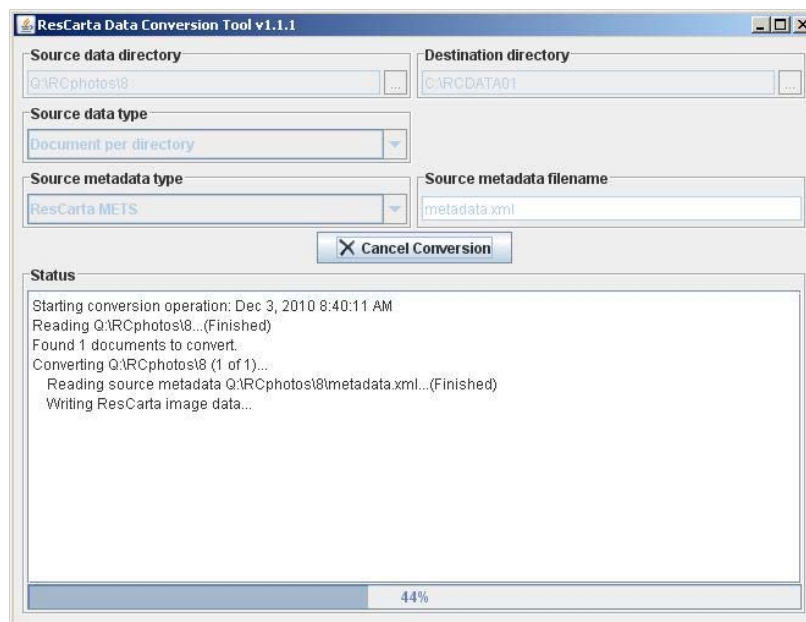 ResCarta Data Conversion Tool v1.1.1
Source data directory
Q:\RCphotos\8
...
Destination directory
C:\RCDATA01
...
Source data type
Document per directory
Source metadata type
ResCarta METS
Source metadata filename
metadata.xml
Cancel Conversion
Status
Starting conversion operation: Dec 3, 2010 8:40:11 AM
Reading Q:\RCphotos\8...(Finished)
Found 1 documents to convert.
Converting Q:\RCphotos\8 (1 of 1)...
Reading source metadata Q:\RCphotos\8\metadata.xml...(Finished)
Writing ResCarta image data...
44%